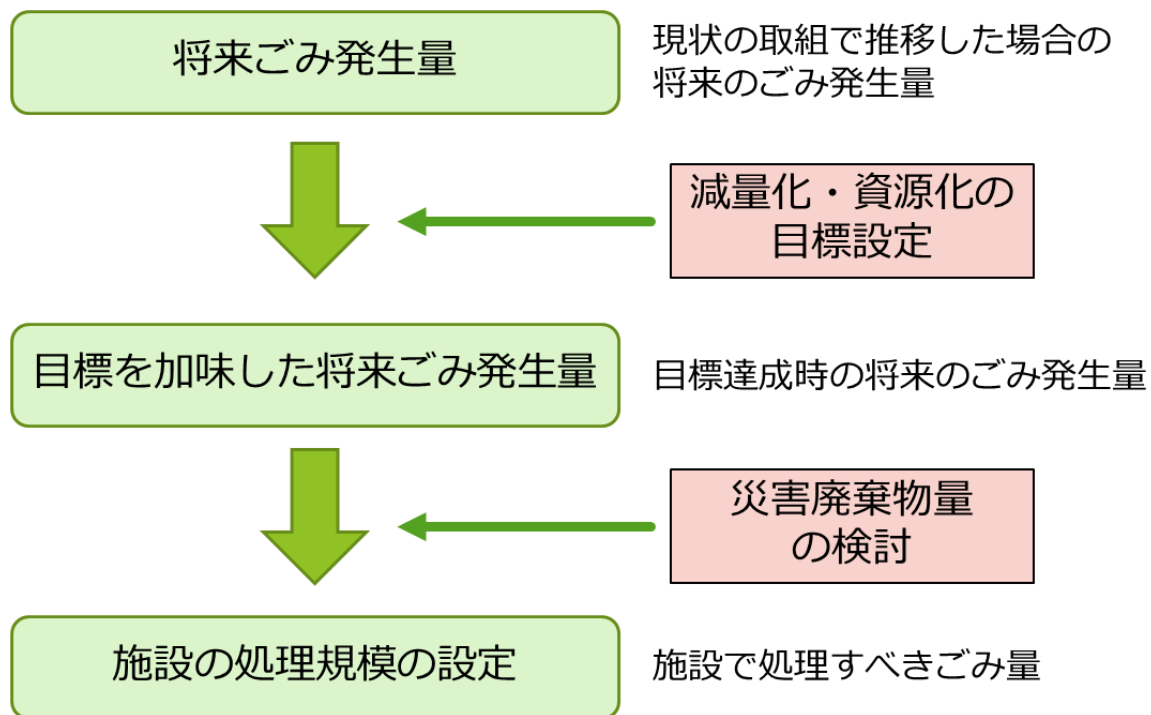 将来ごみ発生量
現状の取組で推移した場合の
将来のごみ発生量
減量化・資源化の
目標設定
目標を加味した将来ごみ発生量
目標達成時の将来のごみ発生量
災害廃棄物量
の検討
施設の処理規模の設定
施設で処理すべきごみ量